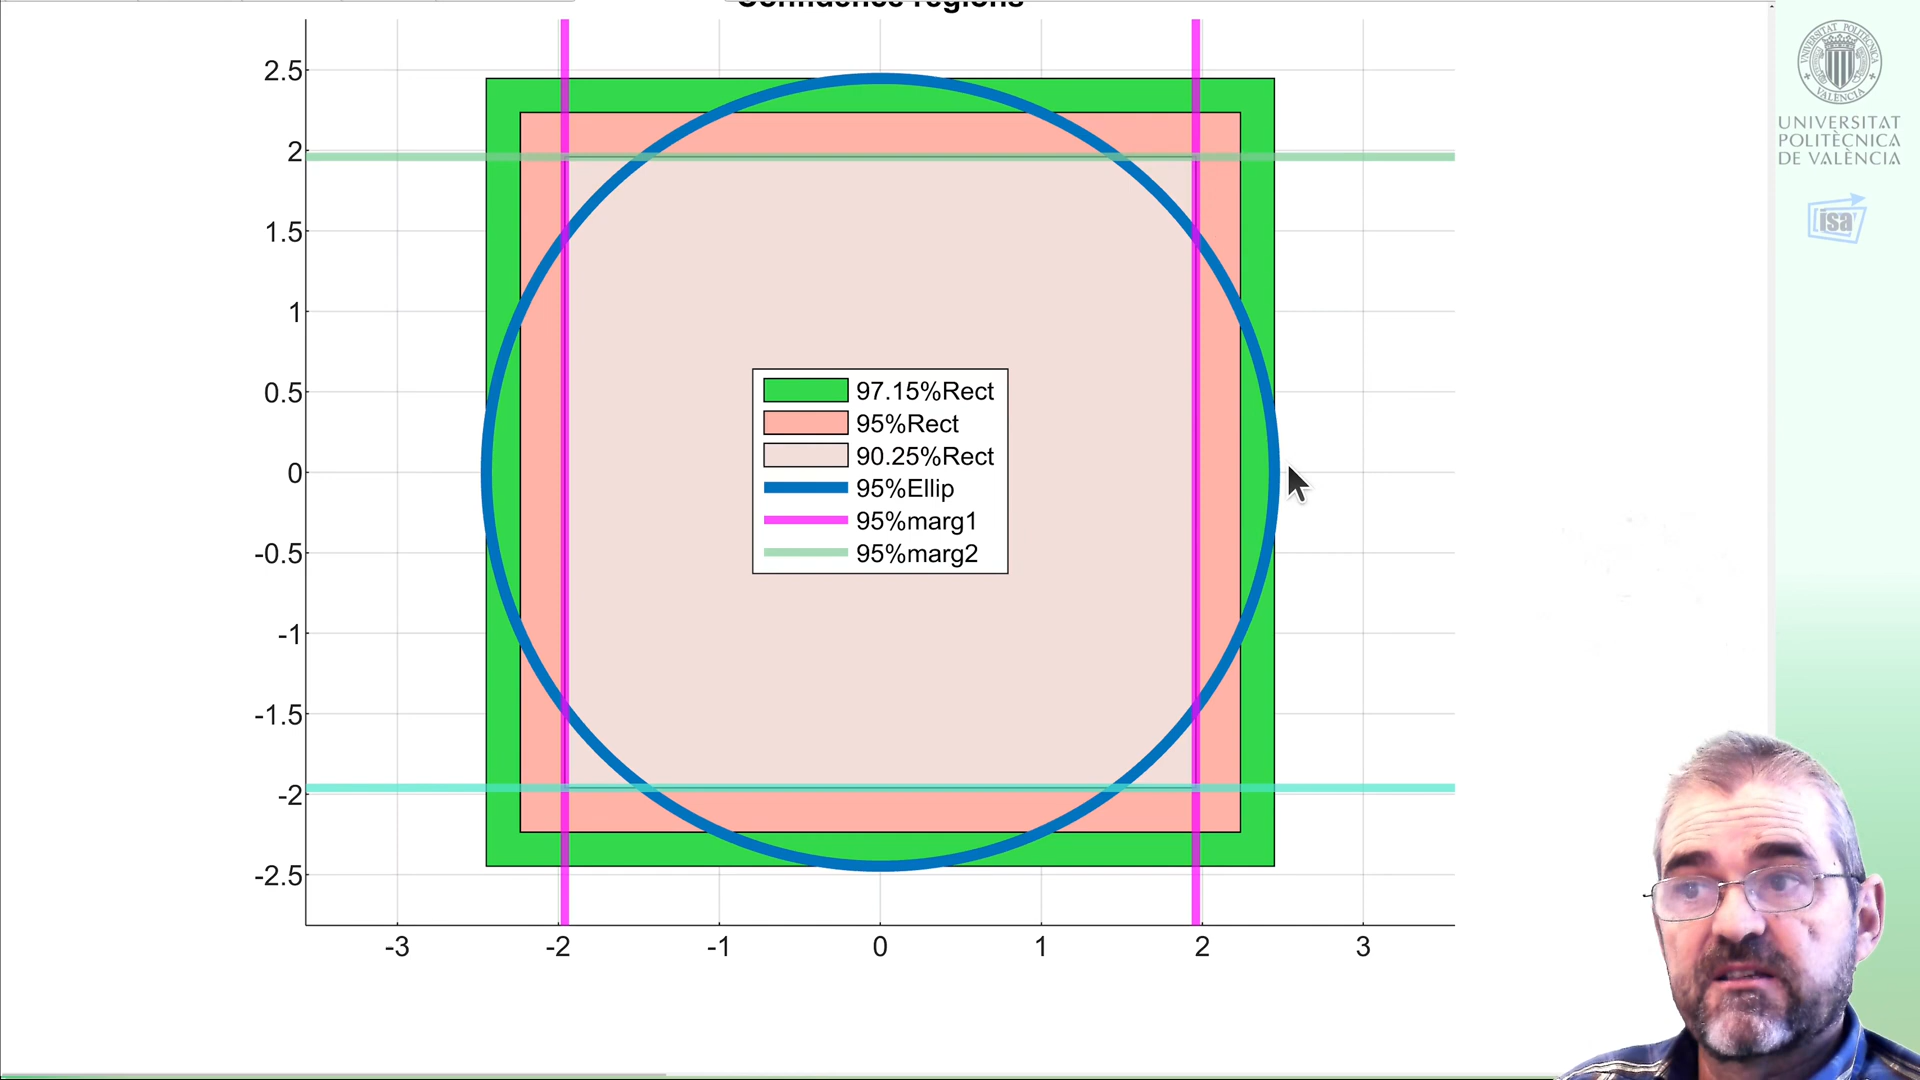 Confidence regions
2.5
2
1.5
1
0.5
0
-0.5
-1
-1.5
-2
-2.5
-3 -2 -1 0 1 2 3
97.15%Rect
95%Rect
90.25%Rect
95%Ellip
95%marg1
95%marg2
UNIVERSITAT
POLITÈCNICA
DE VALÈNCIA
isa